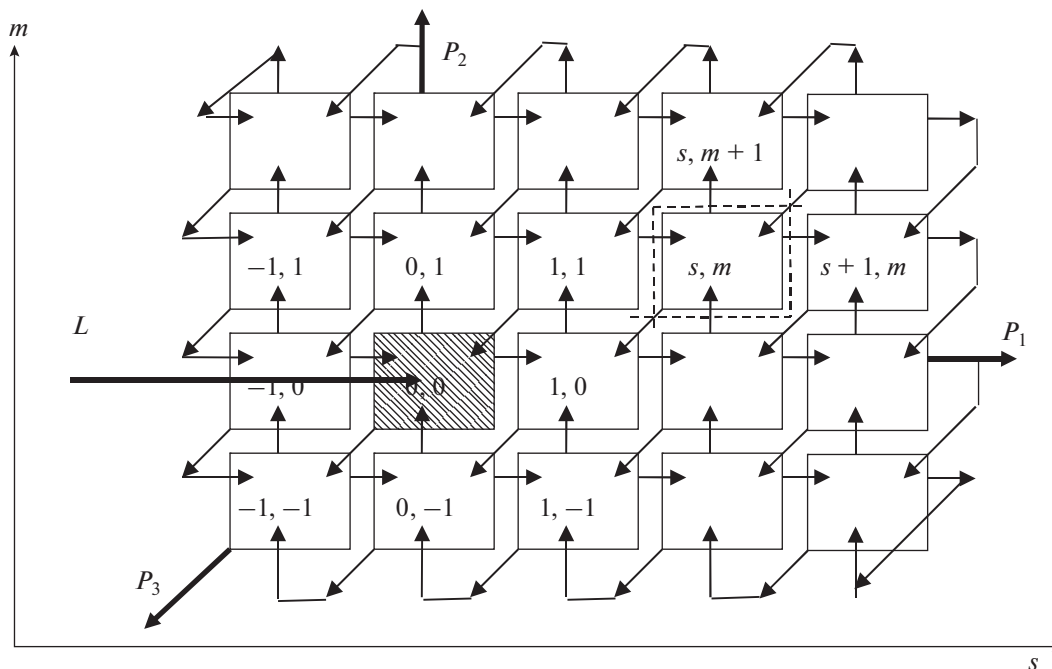 m
P2
s, m + 1
−1, 1
0, 1
1, 1
s, m
s + 1, m
L
P1
−1, 0
0, 0
1, 0
−1, −1
0, −1
1, −1
P3
s